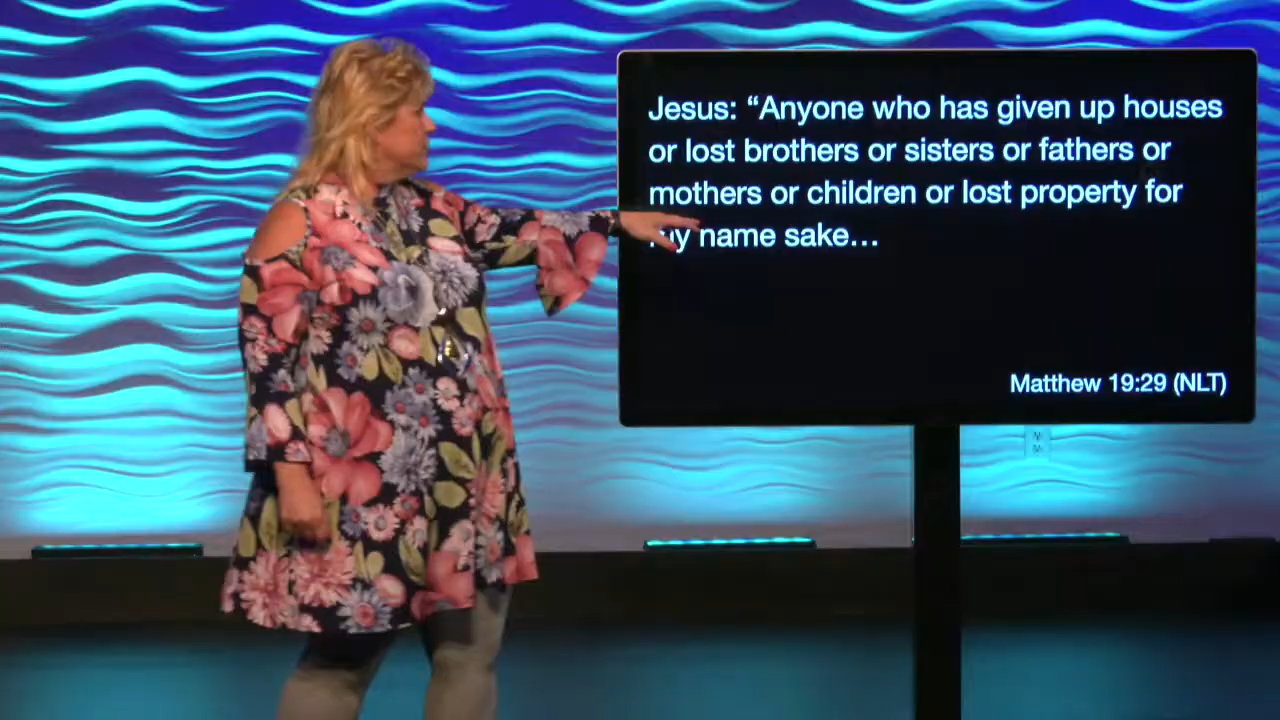 Jesus: “Anyone who has given up houses
or lost brothers or sisters or fathers or
mothers or children or lost property for
my name sake…
Matthew 19:29 (NLT)